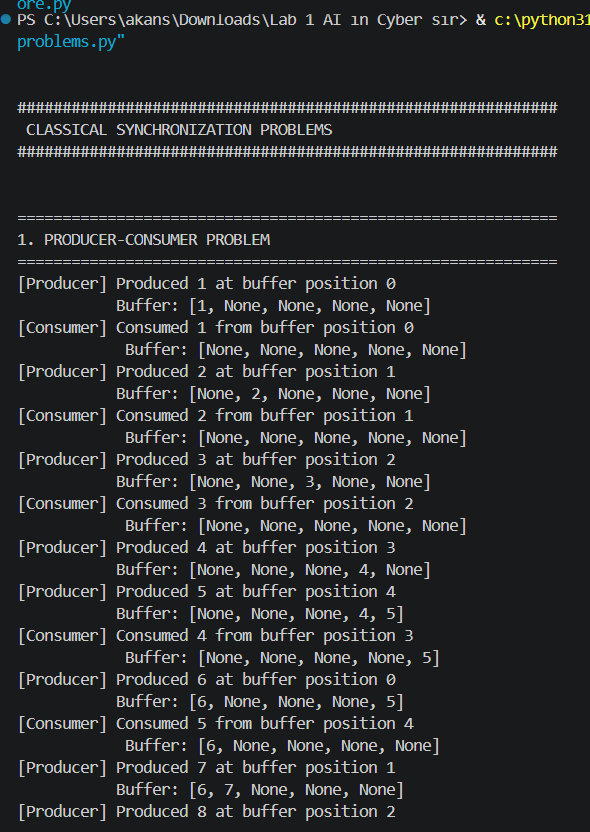 ore.py
PS C:\Users\akans\Downloads\Lab 1 AI in Cyber sir> & c:\python31
problems.py"
############################################################
 CLASSICAL SYNCHRONIZATION PROBLEMS
############################################################
============================================================
1. PRODUCER-CONSUMER PROBLEM
============================================================
[Producer] Produced 1 at buffer position 0
           Buffer: [1, None, None, None, None]
[Consumer] Consumed 1 from buffer position 0
            Buffer: [None, None, None, None, None]
[Producer] Produced 2 at buffer position 1
           Buffer: [None, 2, None, None, None]
[Consumer] Consumed 2 from buffer position 1
            Buffer: [None, None, None, None, None]
[Producer] Produced 3 at buffer position 2
           Buffer: [None, None, 3, None, None]
[Consumer] Consumed 3 from buffer position 2
            Buffer: [None, None, None, None, None]
[Producer] Produced 4 at buffer position 3
           Buffer: [None, None, None, 4, None]
[Producer] Produced 5 at buffer position 4
           Buffer: [None, None, None, 4, 5]
[Consumer] Consumed 4 from buffer position 3
            Buffer: [None, None, None, None, 5]
[Producer] Produced 6 at buffer position 0
           Buffer: [6, None, None, None, 5]
[Consumer] Consumed 5 from buffer position 4
            Buffer: [6, None, None, None, None]
[Producer] Produced 7 at buffer position 1
           Buffer: [6, 7, None, None, None]
[Producer] Produced 8 at buffer position 2